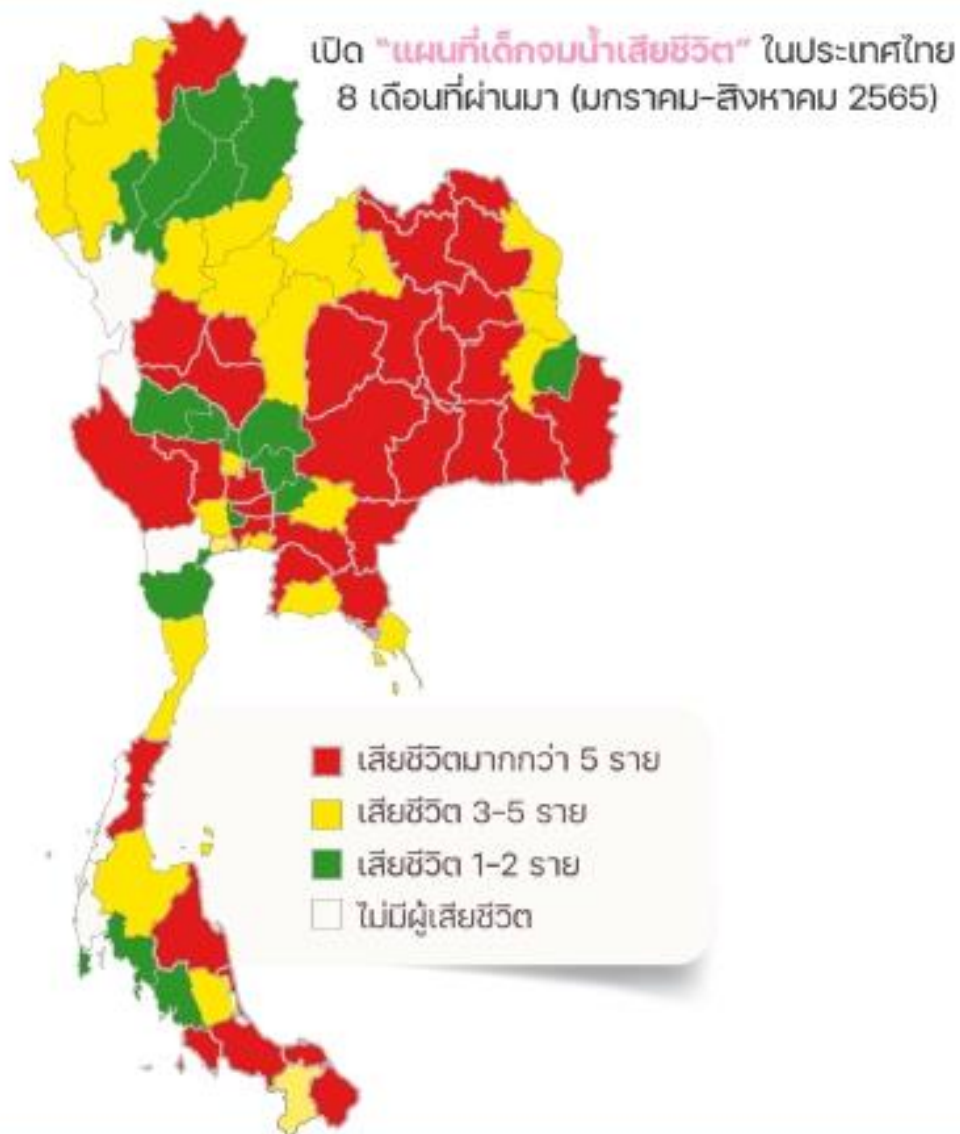 เปิด “แผนที่เด็กจมน้ำเสียชีวิต” ในประเทศไทย
8 เดือนที่ผ่านมา (มกราคม-สิงหาคม 2565)
เสียชีวิตมากกว่า 5 ราย
เสียชีวิต 3-5 ราย
เสียชีวิต 1-2 ราย
ไม่มีผู้เสียชีวิต